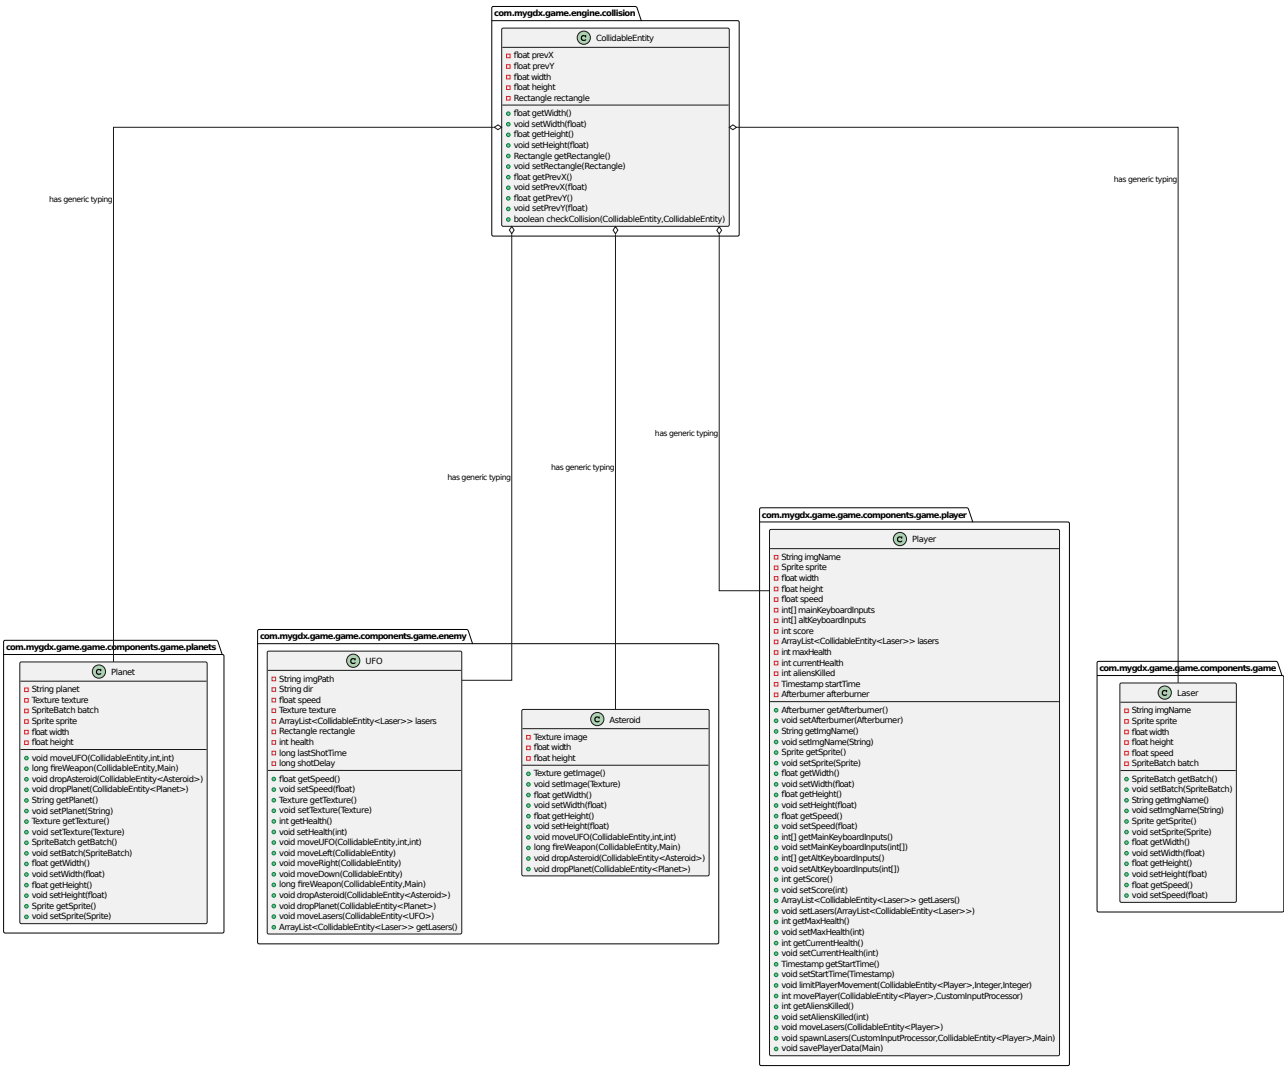 com.mygdx.game.engine.collision
C CollidableEntity
float prevX
float prevY
float width
float height
Rectangle rectangle
float getWidth()
void setWidth(float)
float getHeight()
void setHeight(float)
Rectangle getRectangle()
void setRectangle(Rectangle)
float getPrevX()
void setPrevX(float)
float getPrevY()
void setPrevY(float)
boolean checkCollision(CollidableEntity,CollidableEntity)
has generic typing
has generic typing
has generic typing
has generic typing
has generic typing
com.mygdx.game.game.components.game.planets
C Planet
String planet
Texture texture
SpriteBatch batch
Sprite sprite
float width
float height
void moveUFO(CollidableEntity,int,int)
long fireWeapon(CollidableEntity,Main)
void dropAsteroid(CollidableEntity<Asteroid>)
void dropPlanet(CollidableEntity<Planet>)
String getPlanet()
void setPlanet(String)
Texture getTexture()
void setTexture(Texture)
SpriteBatch getBatch()
void setBatch(SpriteBatch)
float getWidth()
void setWidth(float)
float getHeight()
void setHeight(float)
Sprite getSprite()
void setSprite(Sprite)
com.mygdx.game.game.components.game.enemy
C UFO
String imgPath
String dir
float speed
Texture texture
ArrayList<CollidableEntity<Laser>> lasers
Rectangle rectangle
int health
long lastShotTime
long shotDelay
float getSpeed()
void setSpeed(float)
Texture getTexture()
void setTexture(Texture)
int getHealth()
void setHealth(int)
void moveUFO(CollidableEntity,int,int)
void moveLeft(CollidableEntity)
void moveRight(CollidableEntity)
void moveDown(CollidableEntity)
long fireWeapon(CollidableEntity,Main)
void dropAsteroid(CollidableEntity<Asteroid>)
void dropPlanet(CollidableEntity<Planet>)
void moveLasers(CollidableEntity<UFO>)
ArrayList<CollidableEntity<Laser>> getLasers()
C Asteroid
Texture image
float width
float height
Texture getImage()
void setImage(Texture)
float getWidth()
void setWidth(float)
float getHeight()
void setHeight(float)
void moveUFO(CollidableEntity,int,int)
long fireWeapon(CollidableEntity,Main)
void dropAsteroid(CollidableEntity<Asteroid>)
void dropPlanet(CollidableEntity<Planet>)
com.mygdx.game.game.components.game.player
C Player
String imgName
Sprite sprite
float width
float height
float speed
int[] mainKeyboardInputs
int[] altKeyboardInputs
int score
ArrayList<CollidableEntity<Laser>> lasers
int maxHealth
int currentHealth
int aliensKilled
Timestamp startTime
Afterburner afterburner
Afterburner getAfterburner()
void setAfterburner(Afterburner)
String getImgName()
void setImgName(String)
Sprite getSprite()
void setSprite(Sprite)
float getWidth()
void setWidth(float)
float getHeight()
void setHeight(float)
float getSpeed()
void setSpeed(float)
int[] getMainKeyboardInputs()
void setMainKeyboardInputs(int[])
int[] getAltKeyboardInputs()
void setAltKeyboardInputs(int[])
int getScore()
void setScore(int)
ArrayList<CollidableEntity<Laser>> getLasers()
void setLasers(ArrayList<CollidableEntity<Laser>>)
int getMaxHealth()
void setMaxHealth(int)
int getCurrentHealth()
void setCurrentHealth(int)
Timestamp getStartTime()
void setStartTime(Timestamp)
void limitPlayerMovement(CollidableEntity<Player>,Integer,Integer)
int movePlayer(CollidableEntity<Player>,CustomInputProcessor)
int getAliensKilled()
void setAliensKilled(int)
void moveLasers(CollidableEntity<Player>)
void spawnLasers(CustomInputProcessor,CollidableEntity<Player>,Main)
void savePlayerData(Main)
com.mygdx.game.game.components.game
C Laser
String imgName
Sprite sprite
float width
float height
float speed
SpriteBatch batch
SpriteBatch getBatch()
void setBatch(SpriteBatch)
String getImgName()
void setImgName(String)
Sprite getSprite()
void setSprite(Sprite)
float getWidth()
void setWidth(float)
float getHeight()
void setHeight(float)
float getSpeed()
void setSpeed(float)